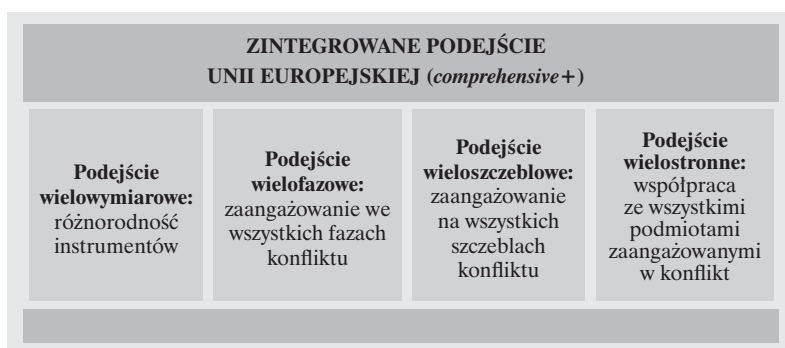 ZINTEGROWANE PODEJŚCIE
UNII EUROPEJSKIEJ (comprehensive+)
Podejście
wielowymiarowe:
różnorodność
instrumentów
Podejście
wielofazowe:
zaangażowanie we
wszystkich fazach
konfliktu
Podejście
wieloszczeblowe:
zaangażowanie
na wszystkich
szczeblach
konfliktu
Podejście
wielostronne:
współpraca
ze wszystkimi
podmiotami
zaangażowanymi
w konflikt